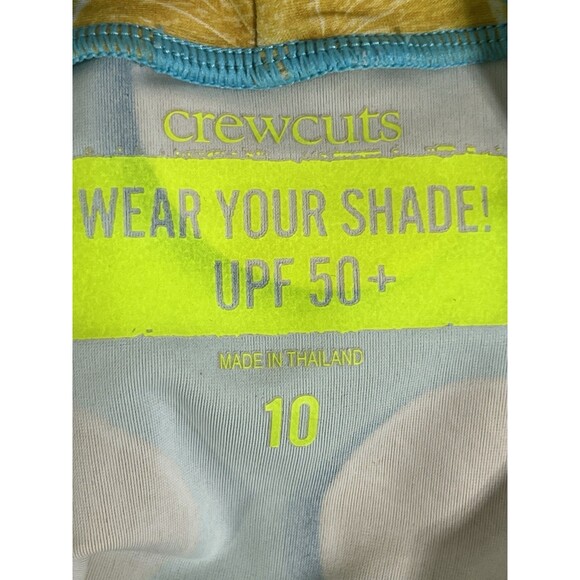 crewcuts
WEAR YOUR SHADE!
UPF 50+
MADE IN THAILAND
10